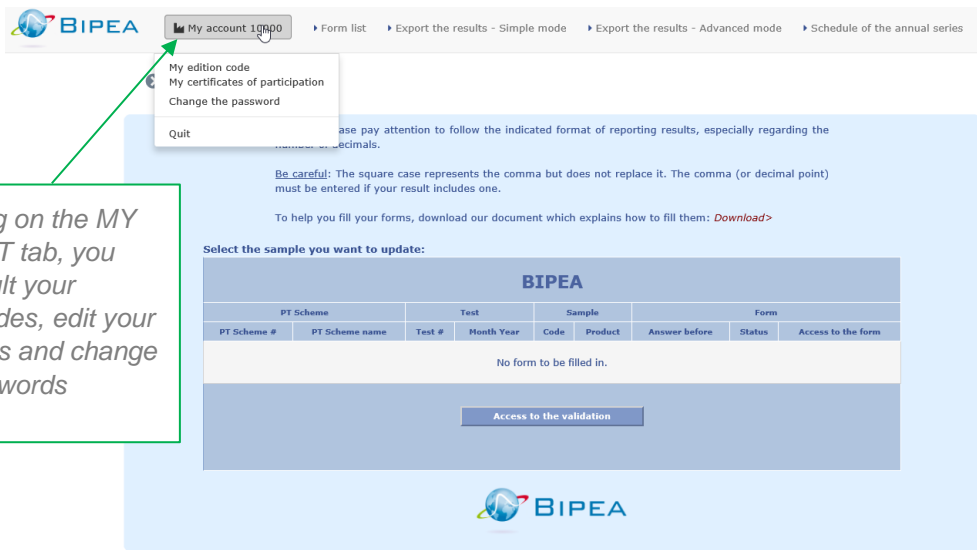 BIPEA
My account 10000
Form list
Export the results - Simple mode
Export the results - Advanced mode
Schedule of the annual series
My edition code
My certificates of participation
Change the password
Quit
pay attention to follow the indicated format of reporting results, especially regarding the
decimals.
Be careful: The square case represents the comma but does not replace it. The comma (or decimal point)
must be entered if your result includes one.
To help you fill your forms, download our document which explains how to fill them: Download>
on the MY
tab, you
your
edit your
and change
Select the sample you want to update:
BIPEA
PT Scheme Test Sample Form
PT Scheme # PT Scheme name Test # Month Year Code Product Answer before Status Access to the form
No form to be filled in.
Access to the validation
BIPEA